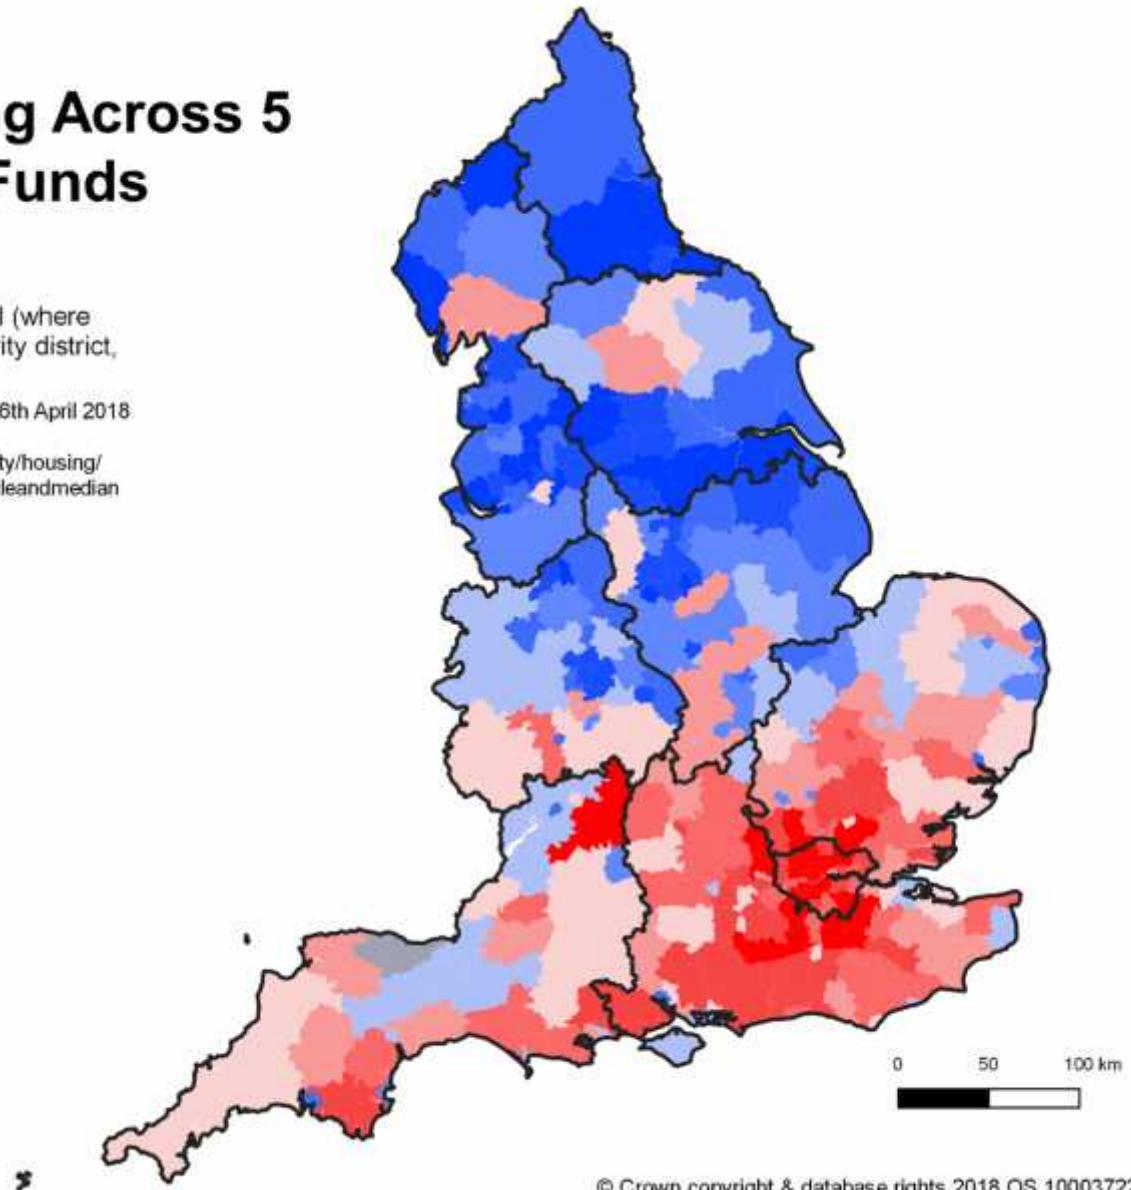 g Across 5
Funds
l (where
ity district,
6th April 2018
ty/housing/
leandmedian
0 50 100 km
© Crown copyright & database rights 2018 OS 10003722